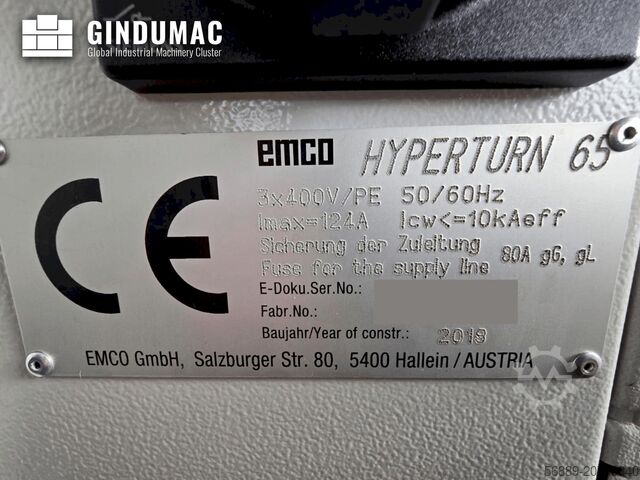 GINDUMAC
Global Industrial Machinery Cluster
CE emco HYPERTURN 65
3x400V/PE 50/60Hz
Imax=124A Icw<=10kAeff
Sicherung der Zuleitung
Fuse for the supply line 80A gG, gL
E-Doku.Ser.No.:
Fabr.No.:
Baujahr/Year of constr.: 2018
EMCO GmbH, Salzburger Str. 80, 5400 Hallein / AUSTRIA